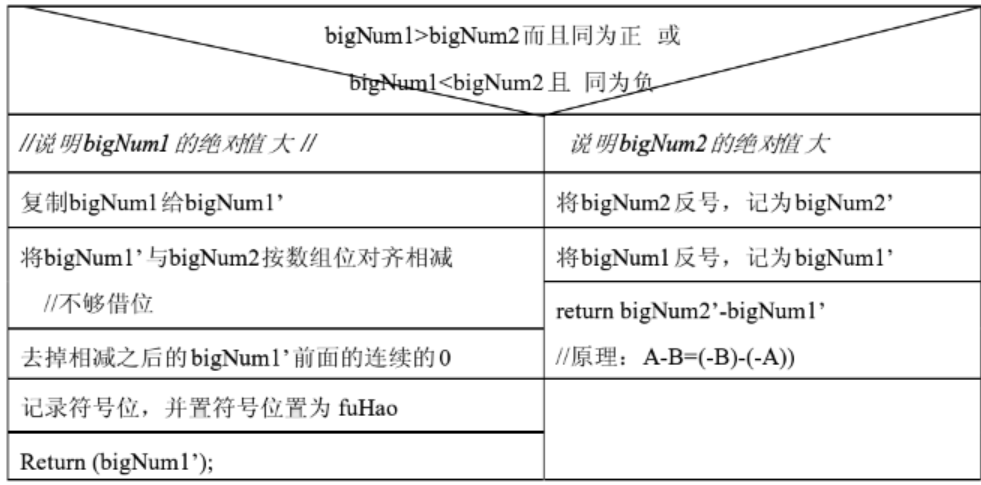 bigNum1>bigNum2而且同为正 或
bigNum1<bigNum2且 同为负
//说明bigNum1的绝对值大//
复制bigNum1给bigNum1’
将bigNum1’与bigNum2按数组位对齐相减
//不够借位
去掉相减之后的bigNum1’前面的连续的0
记录符号位，并置符号位置为 fuHao
Return (bigNum1’);
说明bigNum2的绝对值大
将bigNum2反号，记为bigNum2’
将bigNum1反号，记为bigNum1’
return bigNum2’-bigNum1’
//原理：A-B=(-B)-(-A))